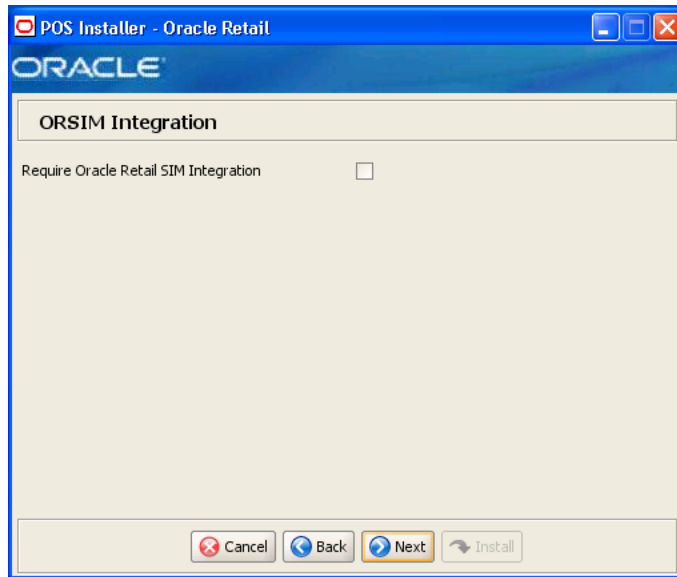 POS Installer - Oracle Retail
ORACLE
ORSIM Integration
Require Oracle Retail SIM Integration
Cancel Back Next Install